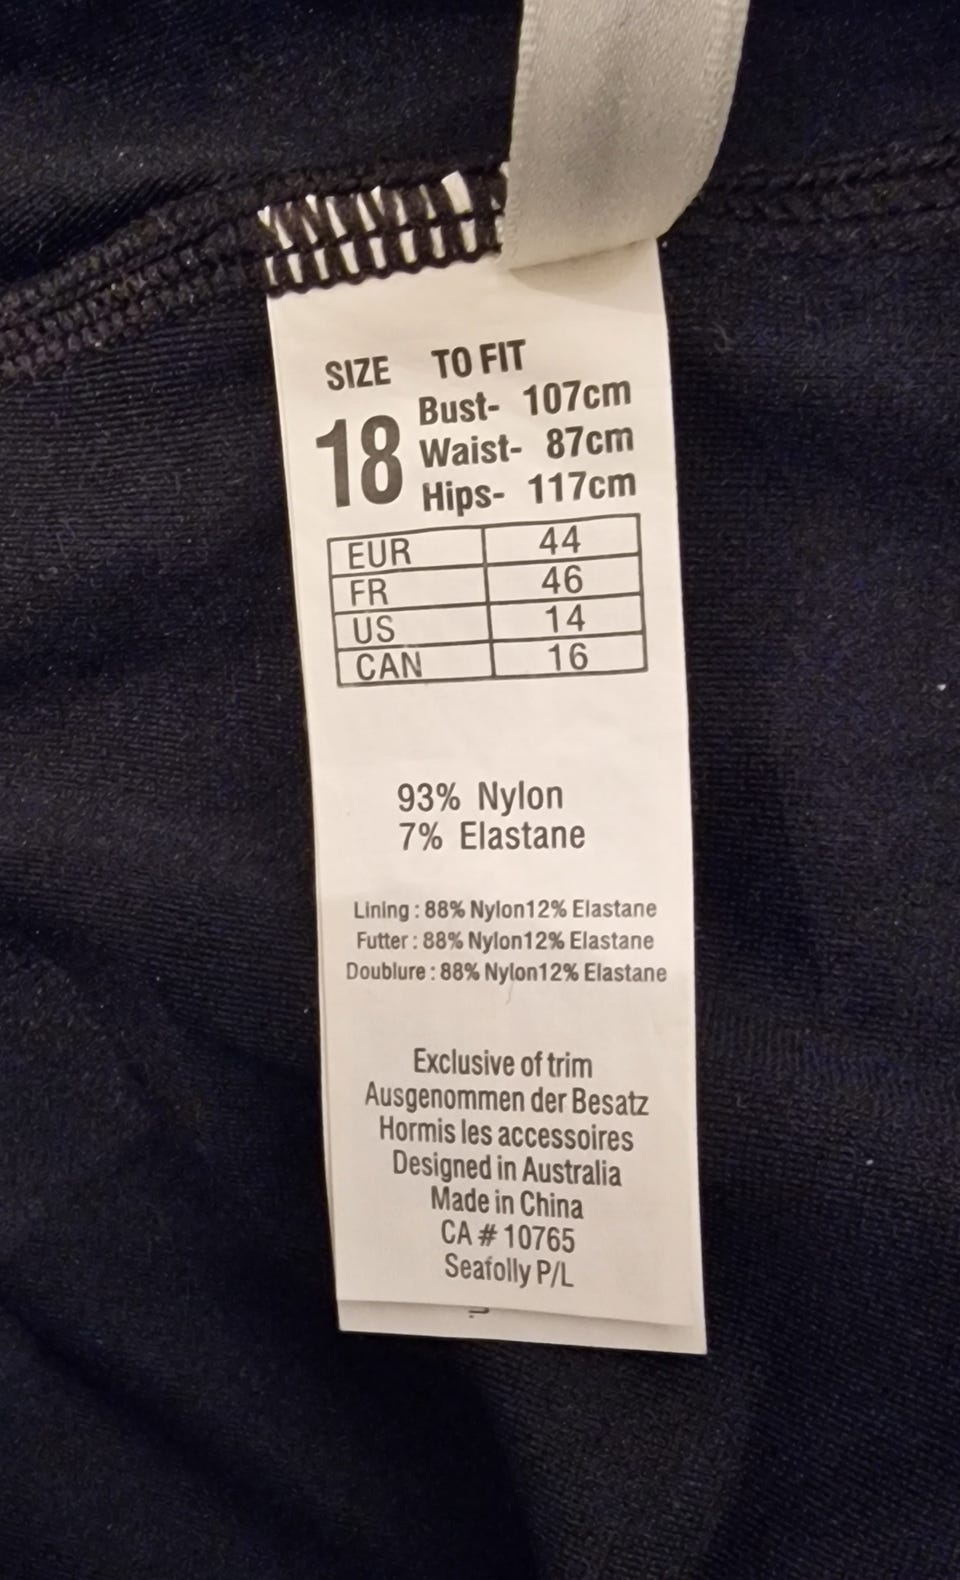 SIZE TO FIT
18 Bust- 107cm
Waist- 87cm
Hips- 117cm
EUR 44
FR 46
US 14
CAN 16
93% Nylon
7% Elastane
Lining : 88% Nylon12% Elastane
Futter : 88% Nylon12% Elastane
Doublure : 88% Nylon12% Elastane
Exclusive of trim
Ausgenommen der Besatz
Hormis les accessoires
Designed in Australia
Made in China
CA # 10765
Seafolly P/L